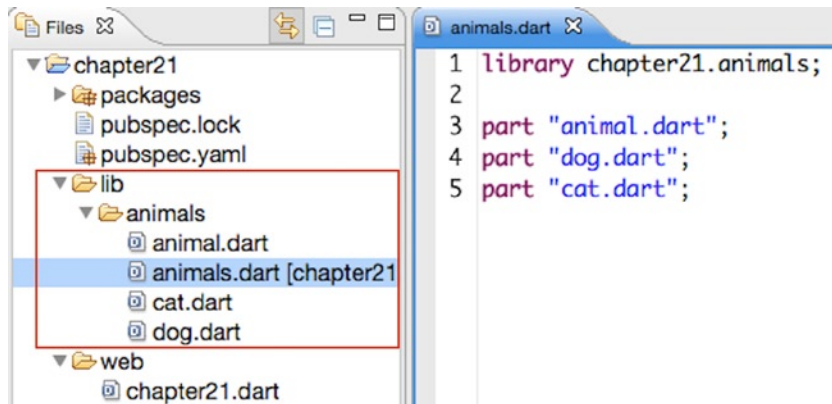 Files
chapter21
packages
pubspec.lock
pubspec.yaml
lib
animals
animal.dart
animals.dart [chapter21
cat.dart
dog.dart
web
chapter21.dart
animals.dart
1 library chapter21.animals;
2
3 part "animal.dart";
4 part "dog.dart";
5 part "cat.dart";